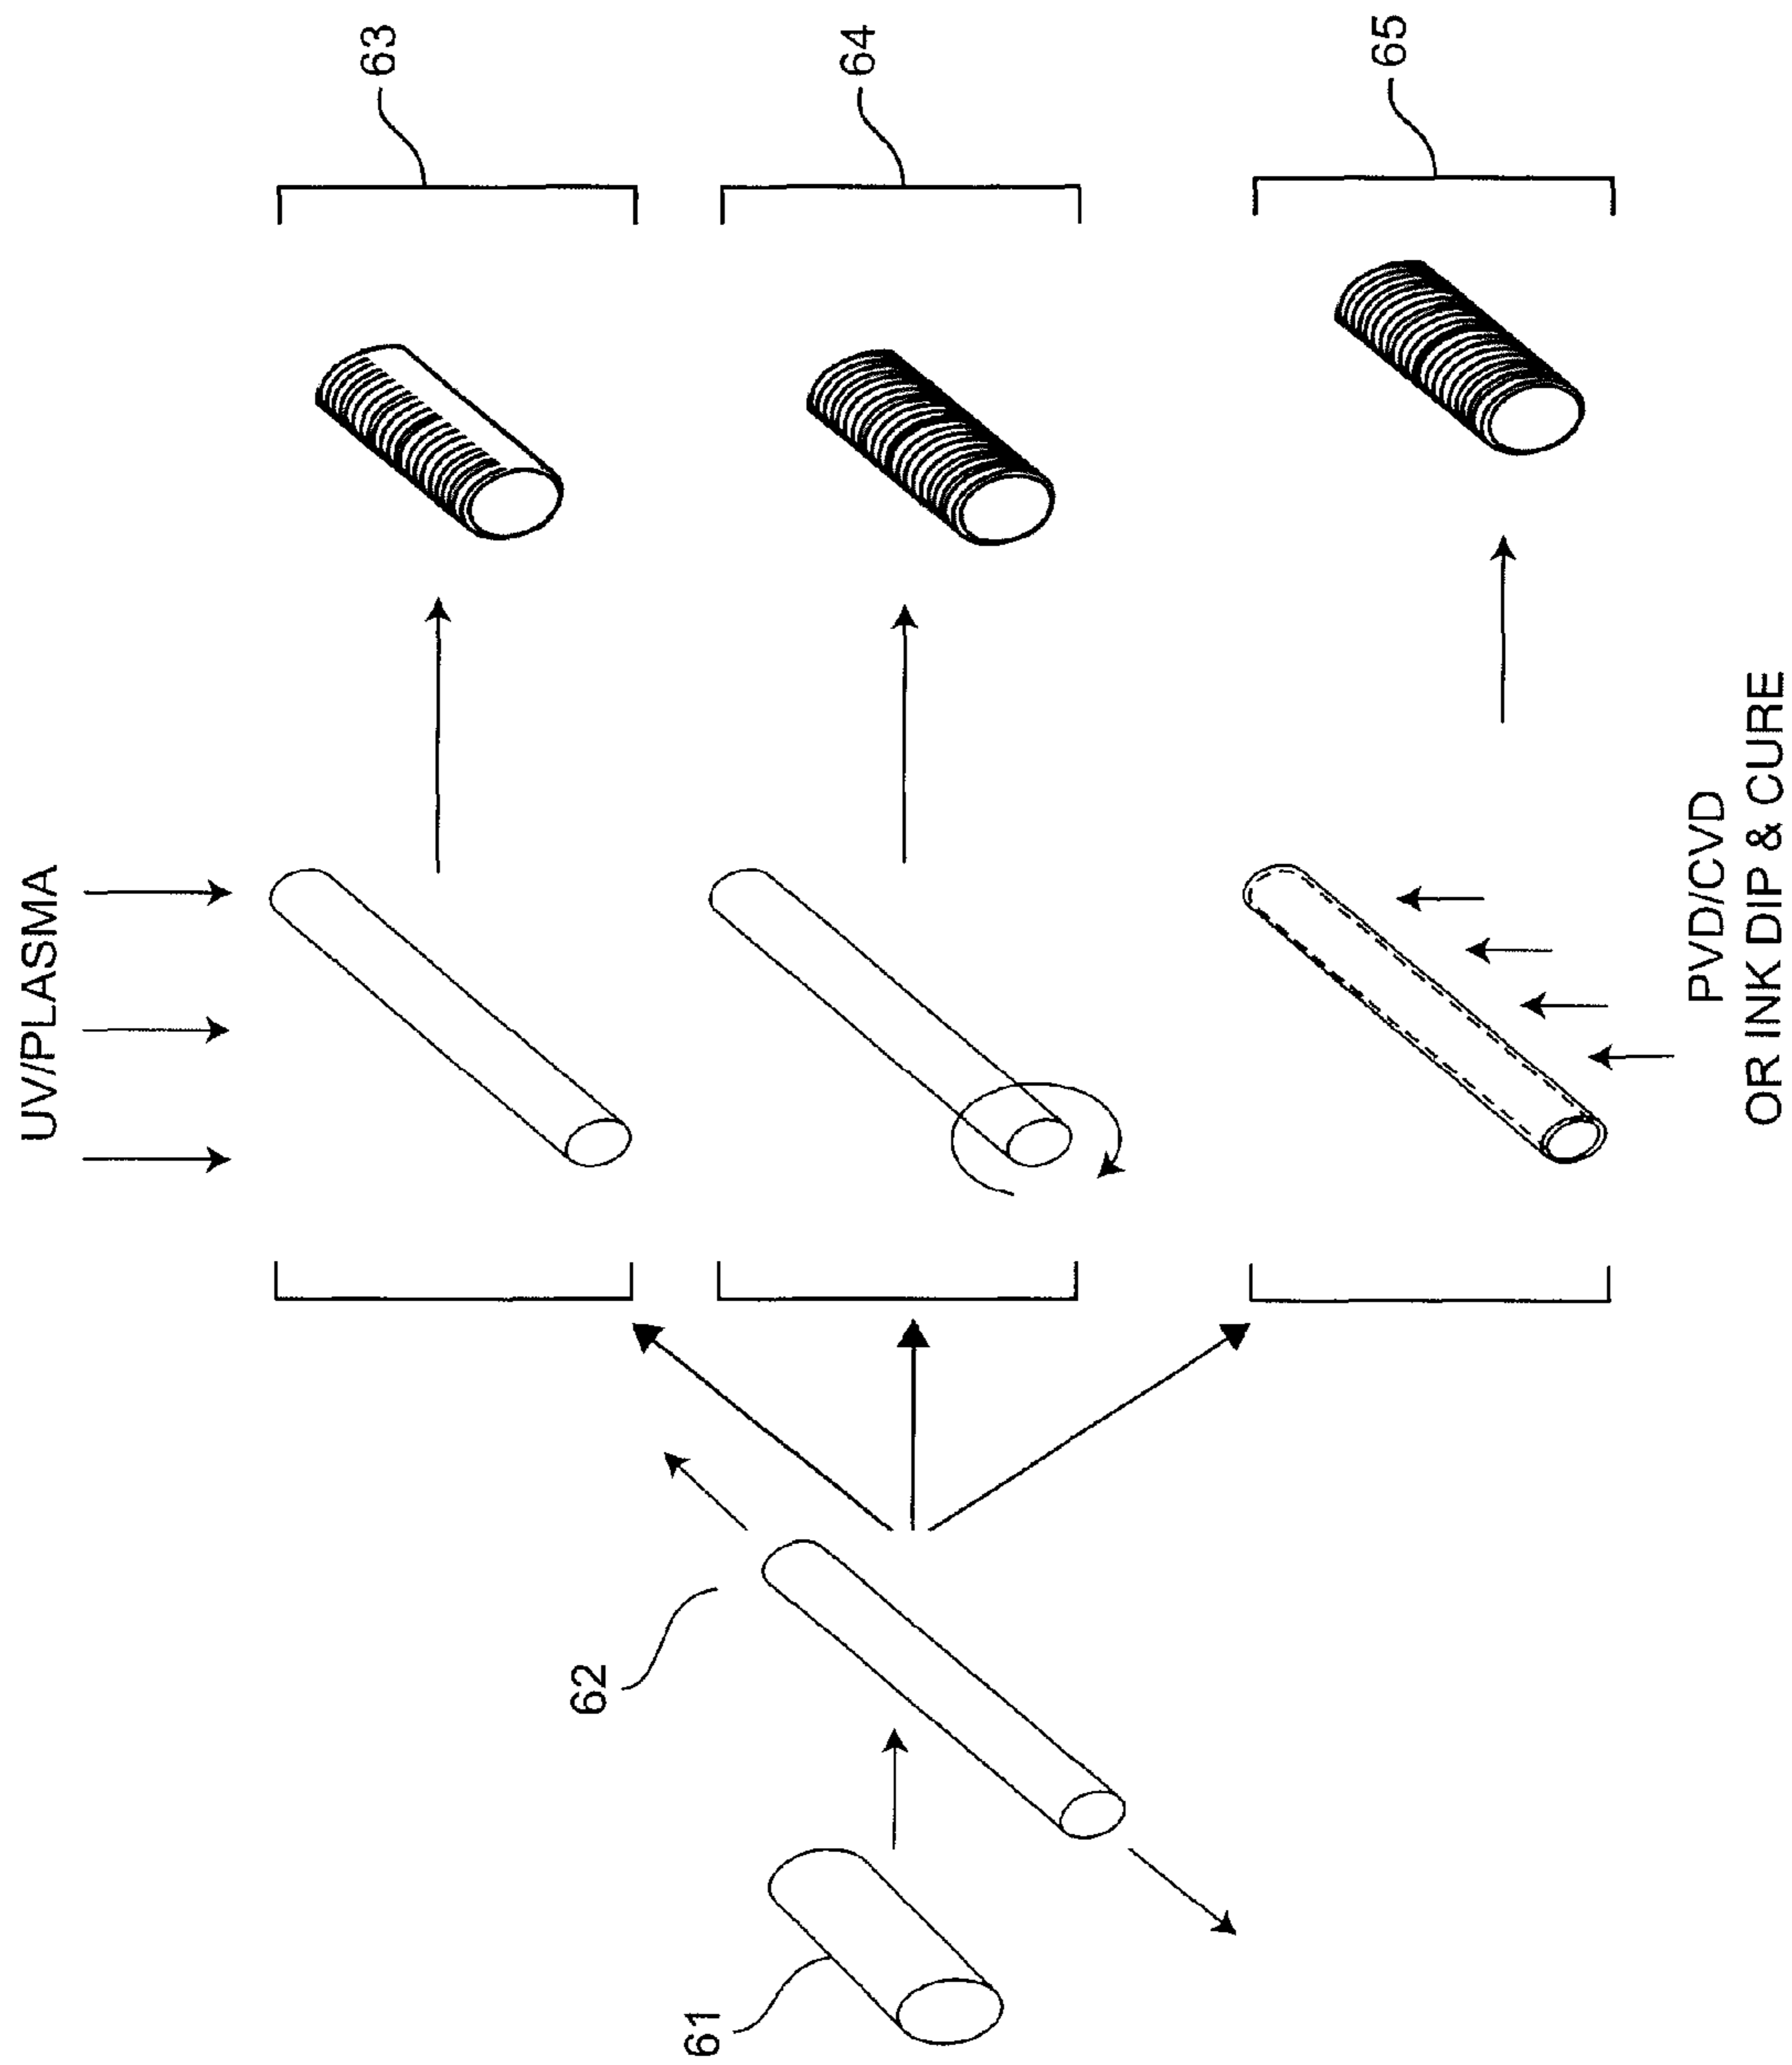 UV/PLASMA
61
62
63
64
65
PVD/CVD
OR INK DIP & CURE